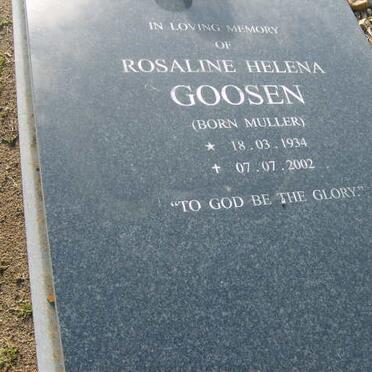 IN LOVING MEMORY
OF
ROSALINE HELENA
GOOSEN
(BORN MULLER)
★ 18.03.1934
✝ 07.07.2002
"TO GOD BE THE GLORY."